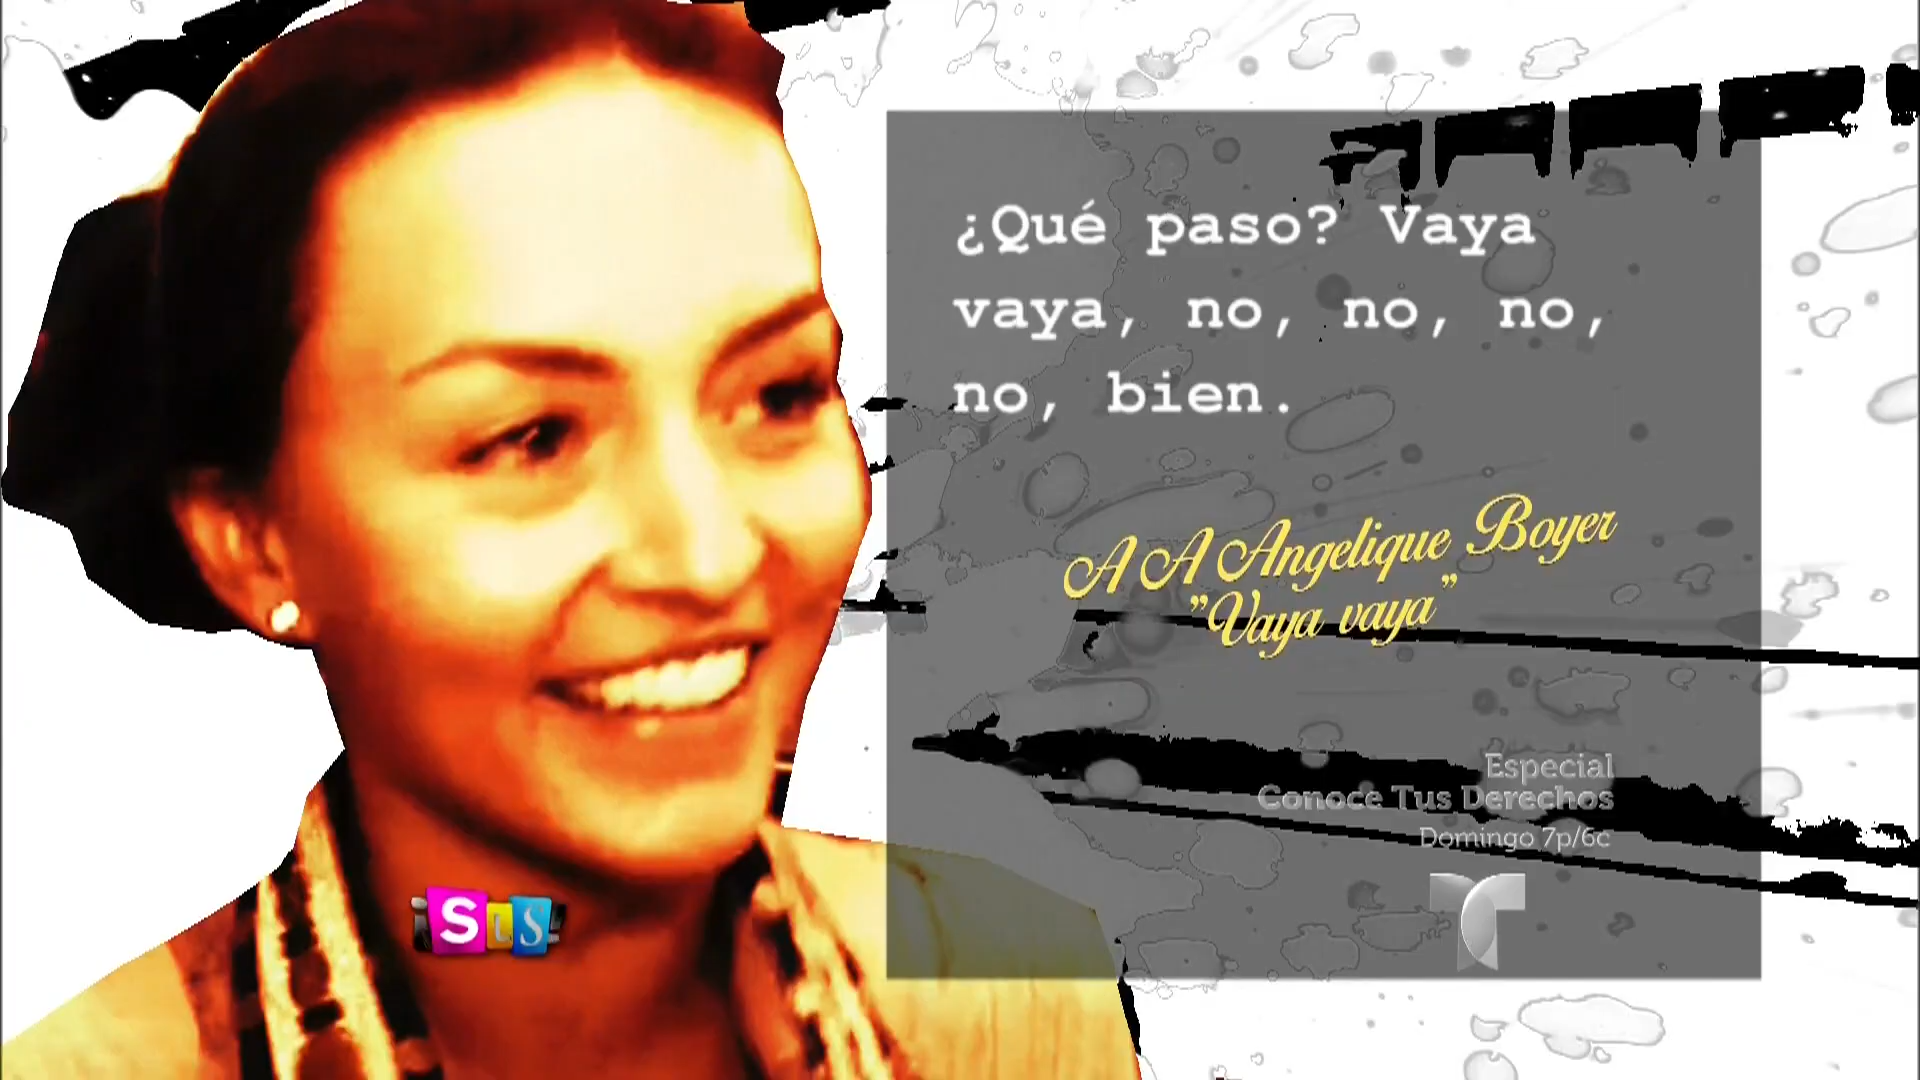 ¿Qué paso? Vaya
vaya, no, no, no,
no, bien.
A A Angelique Boyer
"Vaya vaya"
Especial
Conoce Tus Derechos
Domingo 7p/6c
¡SLS!